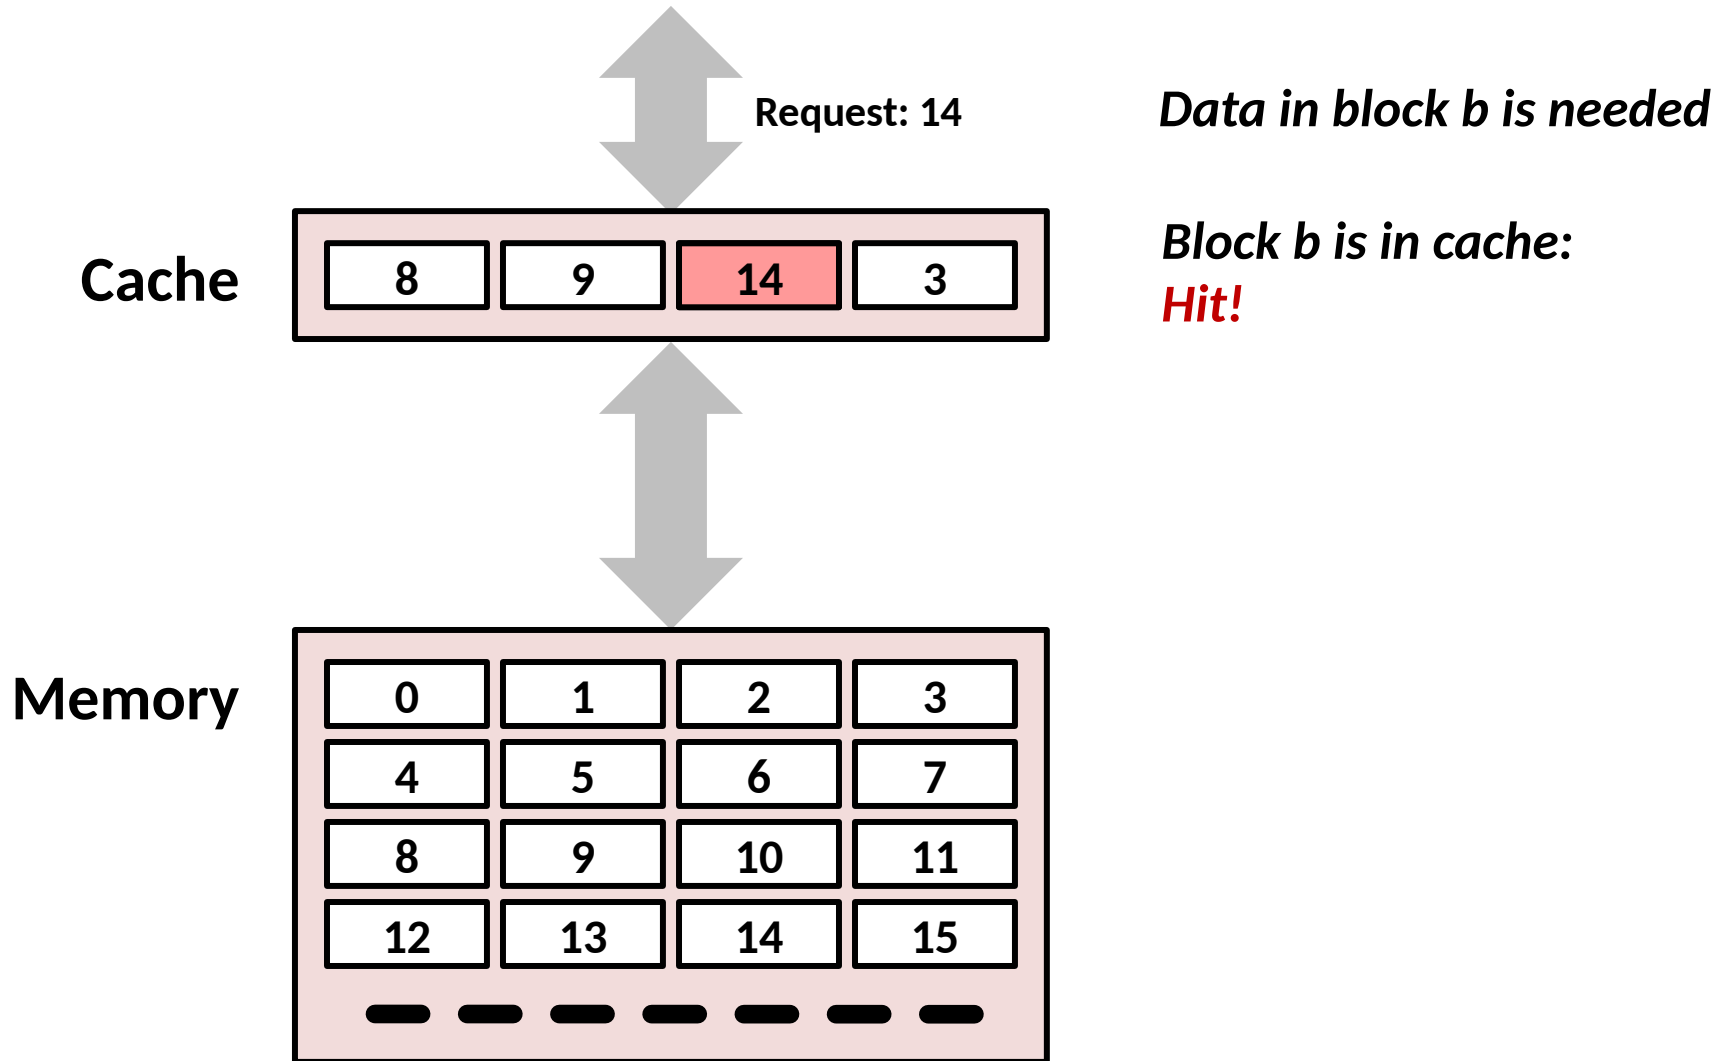 Request: 14
Data in block b is needed
Cache
8 9 14 3
Block b is in cache:
Hit!
Memory
0 1 2 3
4 5 6 7
8 9 10 11
12 13 14 15